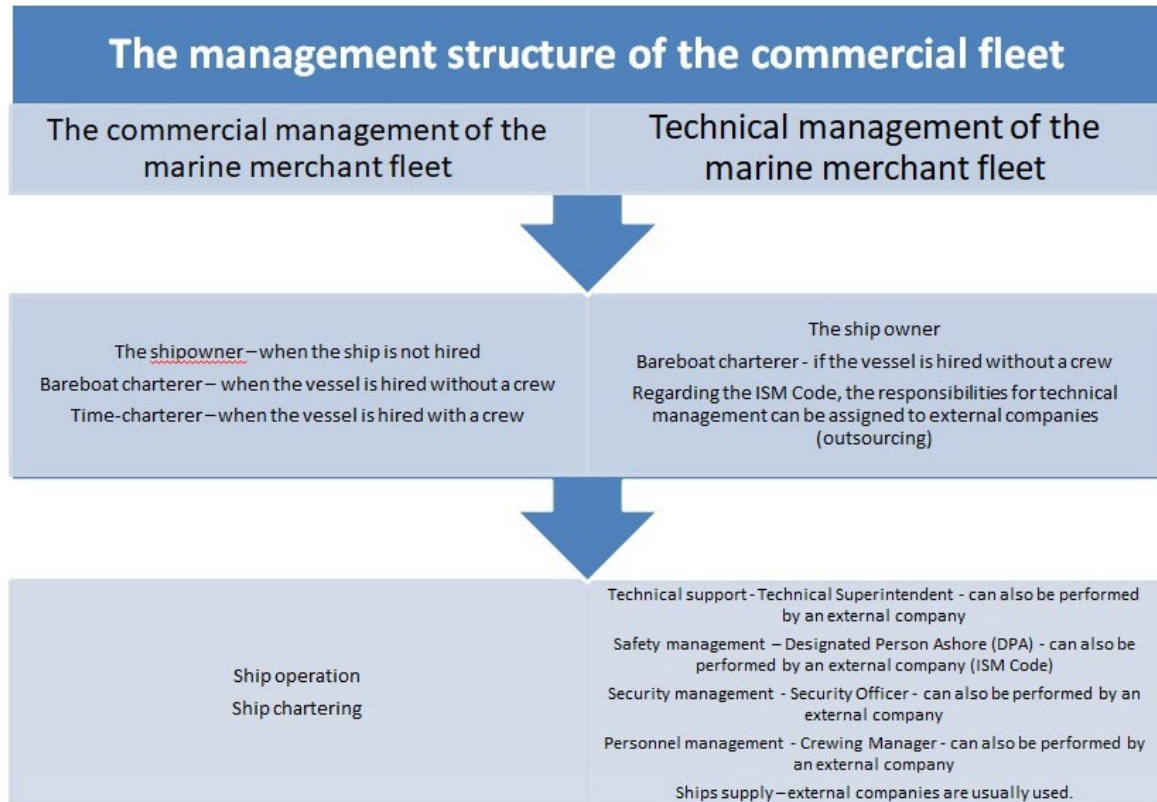 The management structure of the commercial fleet
The commercial management of the
marine merchant fleet
Technical management of the
marine merchant fleet
The shipowner – when the ship is not hired
Bareboat charterer – when the vessel is hired without a crew
Time-charterer – when the vessel is hired with a crew
The ship owner
Bareboat charterer - if the vessel is hired without a crew
Regarding the ISM Code, the responsibilities for technical
management can be assigned to external companies
(outsourcing)
Ship operation
Ship chartering
Technical support - Technical Superintendent - can also be performed
by an external company
Safety management – Designated Person Ashore (DPA) - can also be
performed by an external company (ISM Code)
Security management - Security Officer - can also be performed by an
external company
Personnel management - Crewing Manager - can also be performed by
an external company
Ships supply – external companies are usually used.